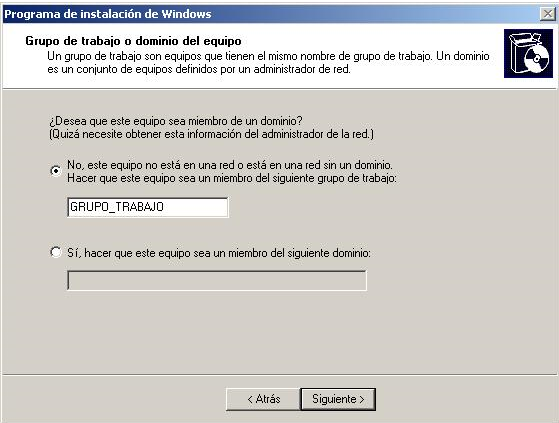 Programa de instalación de Windows
Grupo de trabajo o dominio del equipo
Un grupo de trabajo son equipos que tienen el mismo nombre de grupo de trabajo. Un dominio
es un conjunto de equipos definidos por un administrador de red.
¿Desea que este equipo sea miembro de un dominio?
(Quizá necesite obtener esta información del administrador de la red.)
No, este equipo no está en una red o está en una red sin un dominio.
Hacer que este equipo sea un miembro del siguiente grupo de trabajo:
GRUPO_TRABAJO
Sí, hacer que este equipo sea un miembro del siguiente dominio:
< Atrás
Siguiente >